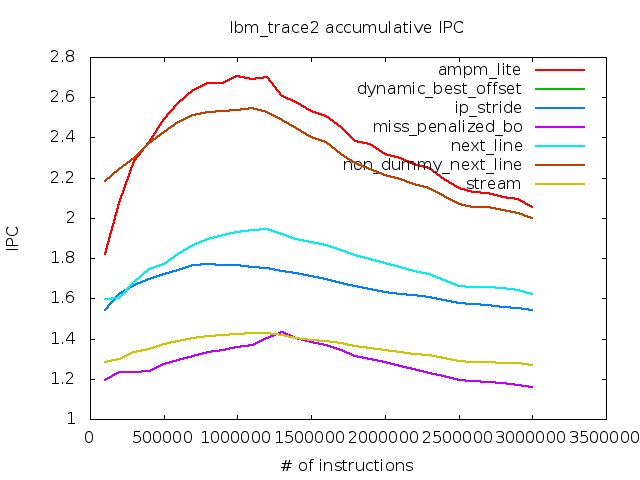 lbm_trace2 accumulative IPC
2.8
2.6
2.4
2.2
2
1.8
1.6
1.4
1.2
1
IPC
ampm_lite
dynamic_best_offset
ip_stride
miss_penalized_bo
next_line
non_dummy_next_line
stream
0 500000 1000000 1500000 2000000 2500000 3000000 3500000
# of instructions